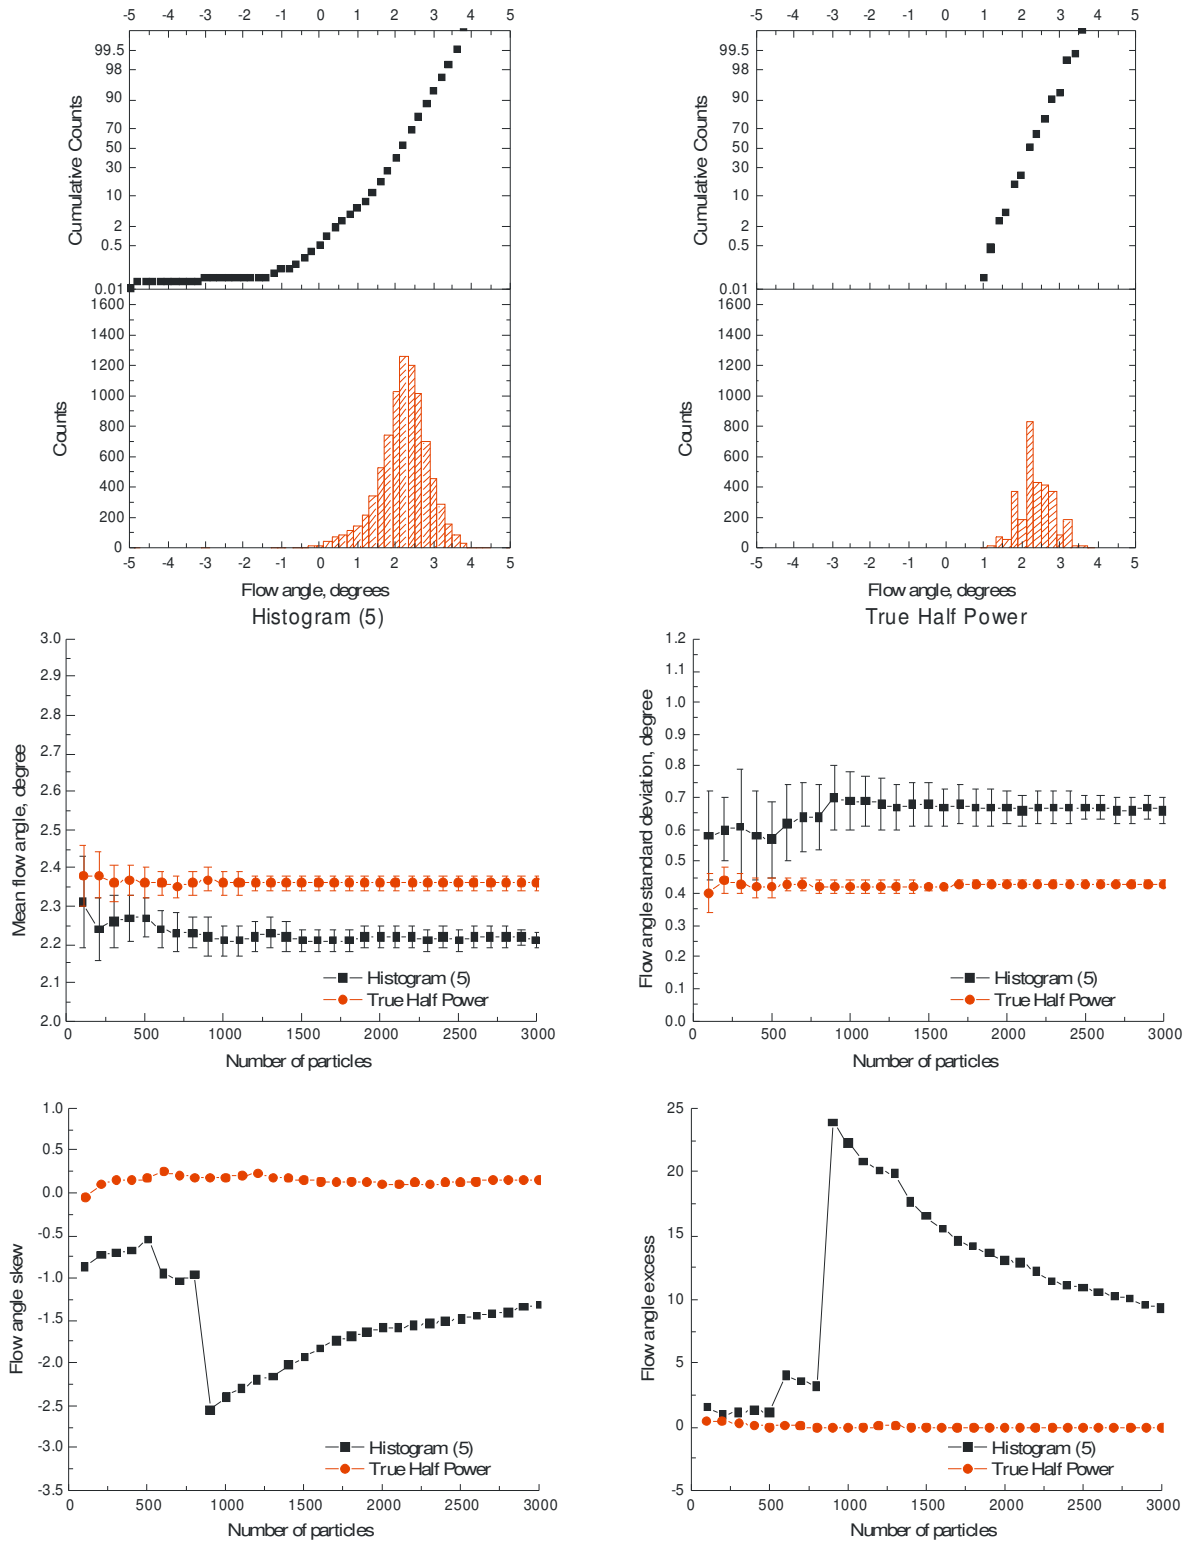 -5 -4 -3 -2 -1 0 1 2 3 4 5
99.5
98
90
70
50
30
10
2
0.5
0.01
Cumulative Counts
1600
1400
1200
1000
800
600
400
200
0
Counts
-5 -4 -3 -2 -1 0 1 2 3 4 5
Flow angle, degrees
Histogram (5)
-5 -4 -3 -2 -1 0 1 2 3 4 5
99.5
98
90
70
50
30
10
2
0.5
0.01
Cumulative Counts
1600
1400
1200
1000
800
600
400
200
0
Counts
-5 -4 -3 -2 -1 0 1 2 3 4 5
Flow angle, degrees
True Half Power
3.0
2.9
2.8
2.7
2.6
2.5
2.4
2.3
2.2
2.1
2.0
Mean flow angle, degree
Histogram (5)
True Half Power
0 500 1000 1500 2000 2500 3000
Number of particles
1.2
1.1
1.0
0.9
0.8
0.7
0.6
0.5
0.4
0.3
0.2
0.1
0.0
Flow angle standard deviation, degree
Histogram (5)
True Half Power
0 500 1000 1500 2000 2500 3000
Number of particles
1.0
0.5
0.0
-0.5
-1.0
-1.5
-2.0
-2.5
-3.0
-3.5
Flow angle skew
Histogram (5)
True Half Power
0 500 1000 1500 2000 2500 3000
Number of particles
25
20
15
10
5
0
-5
Flow angle excess
Histogram (5)
True Half Power
0 500 1000 1500 2000 2500 3000
Number of particles